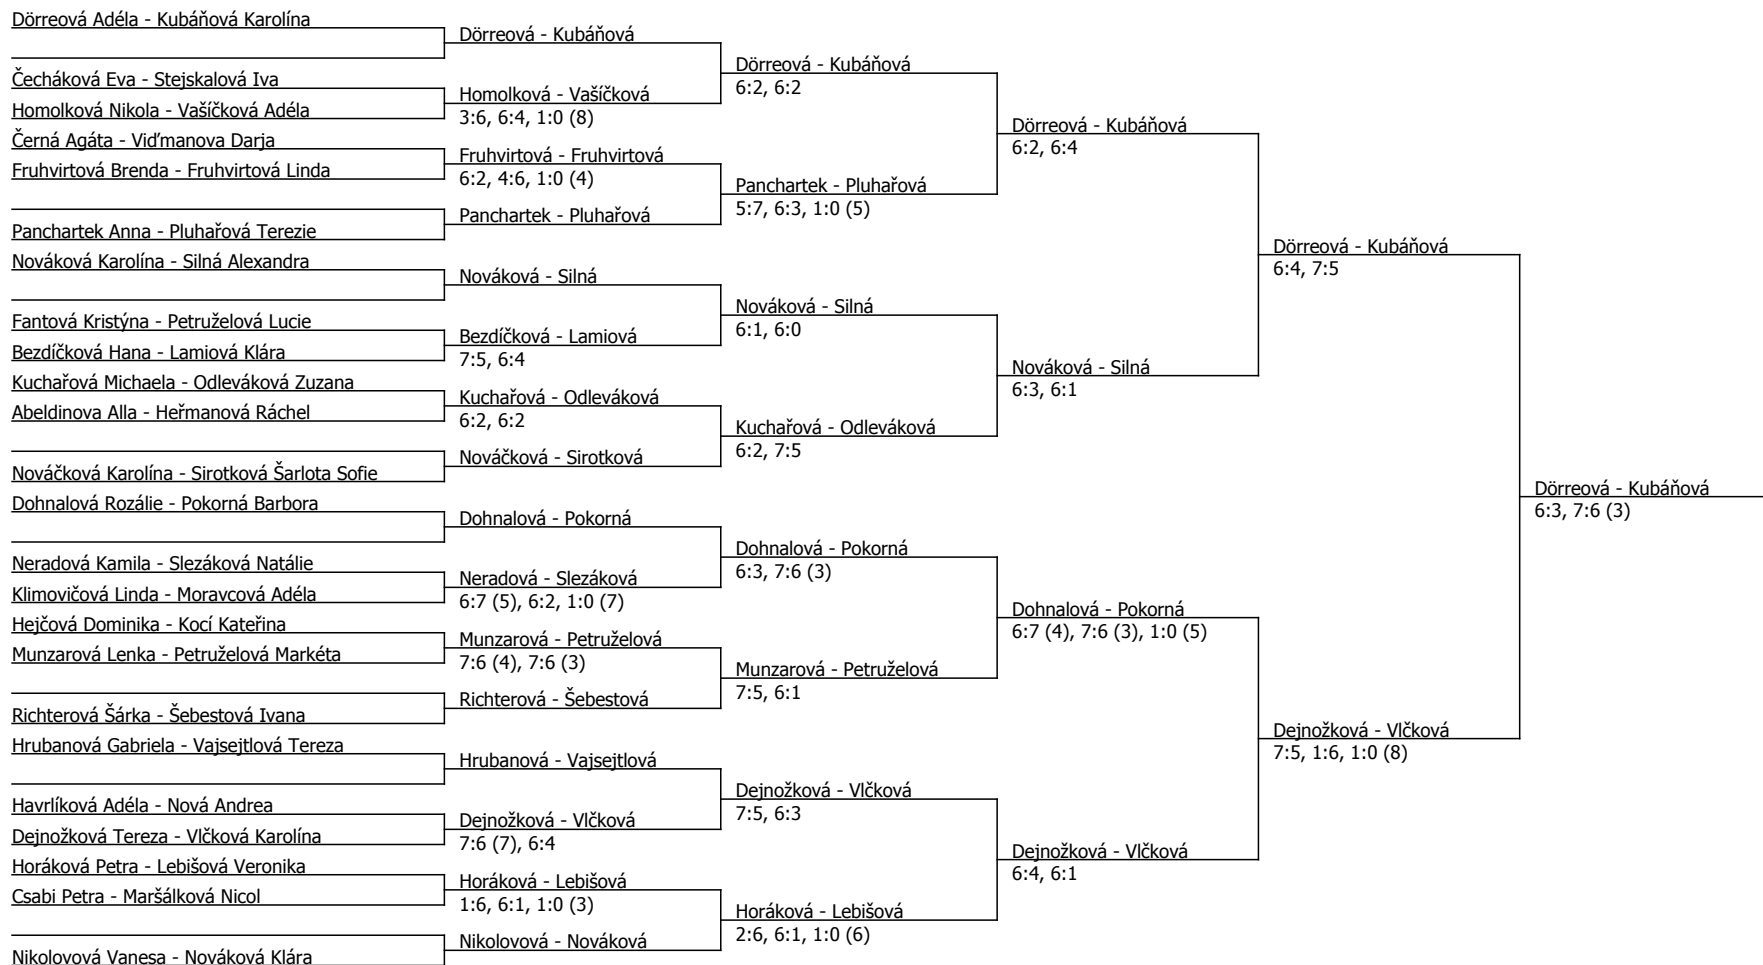 Dörreová Adéla - Kubáňová Karolína
Čecháková Eva - Stejskalová Iva
Homolková Nikola - Vašíčková Adéla
Černá Agáta - Viďmanova Darja
Fruhvirtová Brenda - Fruhvirtová Linda
Panchartek Anna - Pluhařová Terezie
Nováková Karolína - Silná Alexandra
Fantová Kristýna - Petruželová Lucie
Bezdíčková Hana - Lamiová Klára
Kuchařová Michaela - Odleváková Zuzana
Abeldinova Alla - Heřmanová Ráchel
Nováčková Karolína - Sirotková Šarlota Sofie
Dohnalová Rozálie - Pokorná Barbora
Neradová Kamila - Slezáková Natálie
Klimovičová Linda - Moravcová Adéla
Hejčová Dominika - Kocí Kateřina
Munzarová Lenka - Petruželová Markéta
Richterová Šárka - Šebestová Ivana
Hrubanová Gabriela - Vajsejtlová Tereza
Havrlíková Adéla - Nová Andrea
Dejnožková Tereza - Vlčková Karolína
Horáková Petra - Lebišová Veronika
Csabi Petra - Maršálková Nicol
Nikolovová Vanesa - Nováková Klára
Dörreová - Kubáňová
Homolková - Vašíčková
3:6, 6:4, 1:0 (8)
Fruhvirtová - Fruhvirtová
6:2, 4:6, 1:0 (4)
Panchartek - Pluhařová
Nováková - Silná
Bezdíčková - Lamiová
7:5, 6:4
Kuchařová - Odleváková
6:2, 6:2
Nováčková - Sirotková
Dohnalová - Pokorná
Neradová - Slezáková
6:7 (5), 6:2, 1:0 (7)
Munzarová - Petruželová
7:6 (4), 7:6 (3)
Richterová - Šebestová
Hrubanová - Vajsejtlová
Dejnožková - Vlčková
7:6 (7), 6:4
Horáková - Lebišová
1:6, 6:1, 1:0 (3)
Nikolovová - Nováková
Dörreová - Kubáňová
6:2, 6:2
Panchartek - Pluhařová
5:7, 6:3, 1:0 (5)
Nováková - Silná
6:1, 6:0
Kuchařová - Odleváková
6:2, 7:5
Dohnalová - Pokorná
6:3, 7:6 (3)
Munzarová - Petruželová
7:5, 6:1
Dejnožková - Vlčková
7:5, 6:3
Horáková - Lebišová
2:6, 6:1, 1:0 (6)
Dörreová - Kubáňová
6:2, 6:4
Nováková - Silná
6:3, 6:1
Dohnalová - Pokorná
6:7 (4), 7:6 (3), 1:0 (5)
Dejnožková - Vlčková
6:4, 6:1
Dörreová - Kubáňová
6:4, 7:5
Dejnožková - Vlčková
7:5, 1:6, 1:0 (8)
Dörreová - Kubáňová
6:3, 7:6 (3)